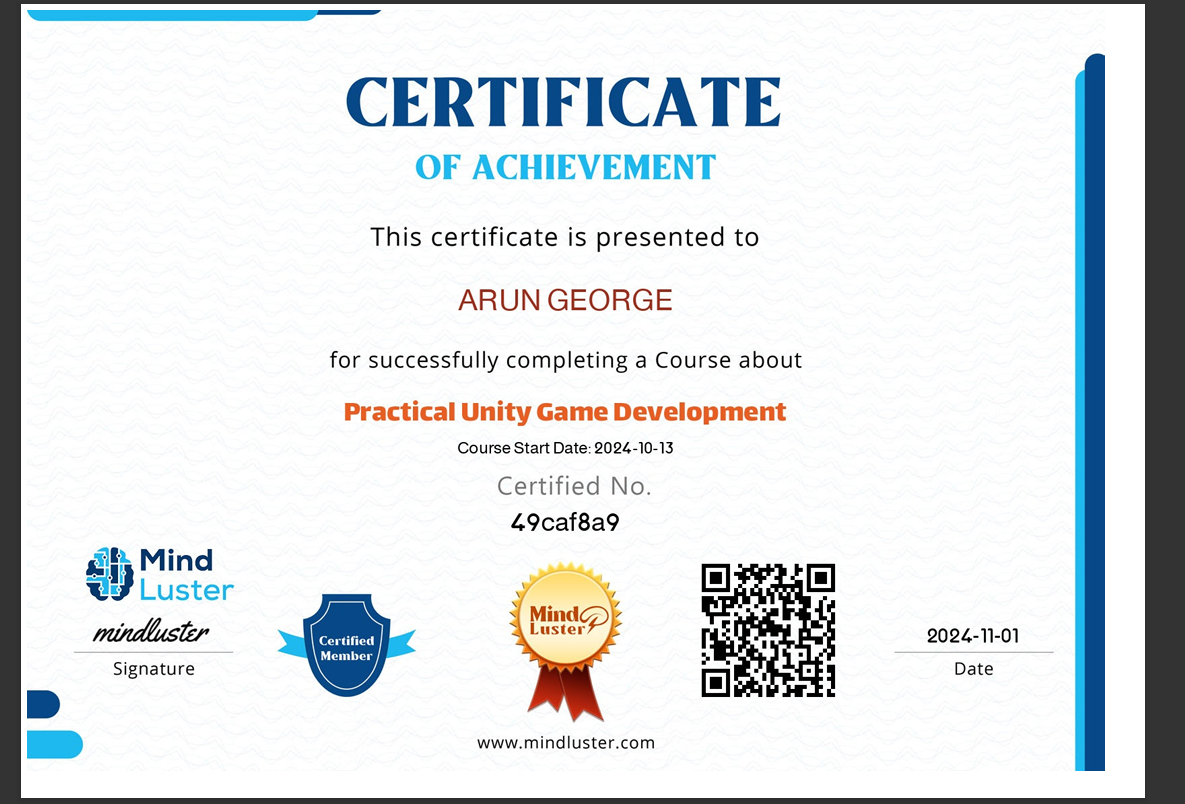 CERTIFICATE
OF ACHIEVEMENT
This certificate is presented to
ARUN GEORGE
for successfully completing a Course about
Practical Unity Game Development
Course Start Date: 2024-10-13
Certified No.
49caf8a9
Mind
Luster
mindluster
Signature
Certified
Member
Mind
Luster
2024-11-01
Date
www.mindluster.com